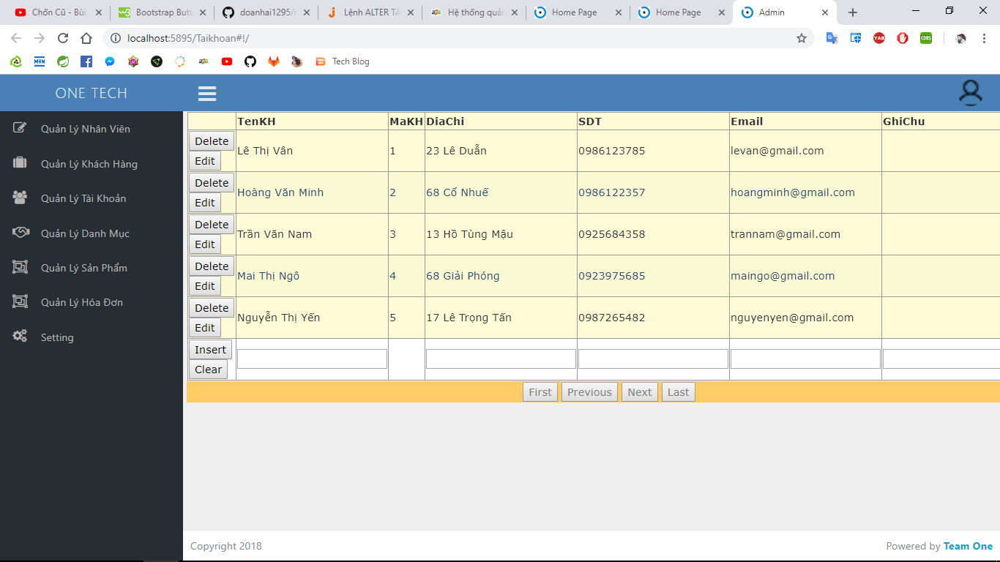 Chốn Cũ - Bùi
Bootstrap Butt
doanhai1295/r
Lệnh ALTER TA
Hệ thống quản
Home Page
Home Page
Admin
localhost:5895/Taikhoan#!/
Tech Blog
ONE TECH
Quản Lý Nhân Viên
Quản Lý Khách Hàng
Quản Lý Tài Khoản
Quản Lý Danh Mục
Quản Lý Sản Phẩm
Quản Lý Hóa Đơn
Setting
TenKH MaKH DiaChi SDT Email GhiChu
Delete
Edit
Lê Thị Vân 1 23 Lê Duẩn 0986123785 levan@gmail.com
Delete
Edit
Hoàng Văn Minh 2 68 Cổ Nhuế 0986122357 hoangminh@gmail.com
Delete
Edit
Trần Văn Nam 3 13 Hồ Tùng Mậu 0925684358 trannam@gmail.com
Delete
Edit
Mai Thị Ngô 4 68 Giải Phóng 0923975685 maingo@gmail.com
Delete
Edit
Nguyễn Thị Yến 5 17 Lê Trọng Tấn 0987265482 nguyenyen@gmail.com
Insert
Clear
First Previous Next Last
Copyright 2018
Powered by Team One